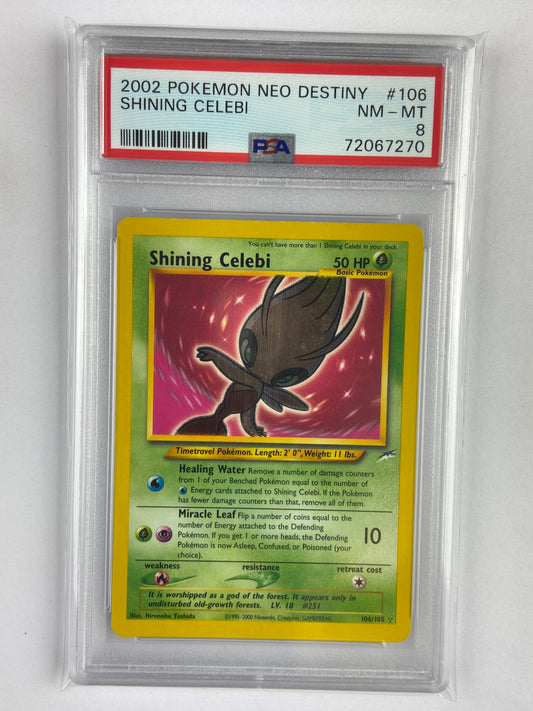 2002 POKEMON NEO DESTINY #106
SHINING CELEBI NM - MT
8
PSA 72067270
You can't have more than 1 Shining Celebi in your deck.
Shining Celebi 50 HP
Basic Pokémon
Timetravel Pokémon. Length: 2' 0", Weight: 11 lbs.
Healing Water Remove a number of damage counters
from 1 of your Benched Pokémon equal to the number of
Energy cards attached to Shining Celebi. If the Pokémon
has fewer damage counters than that, remove all of them.
Miracle Leaf Flip a number of coins equal to the
number of Energy attached to the Defending
Pokémon. If you get 1 or more heads, the Defending
Pokémon is now Asleep, Confused, or Poisoned (your
choice).
10
weakness resistance retreat cost
It is worshiped as a god of the forest. It appears only in
undisturbed old-growth forests. LV. 18 #251
Illus. Hironobu Yoshida ©1995-2000 Nintendo, Creatures, GAMEFREAK. 106/105